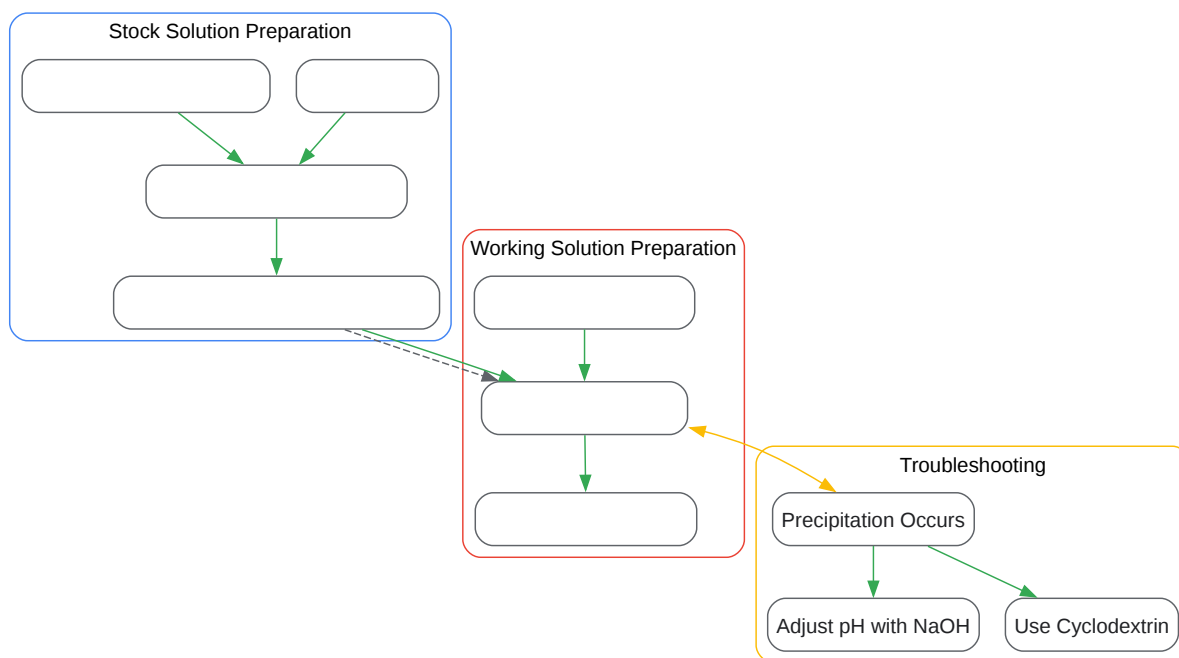 Stock Solution Preparation
Working Solution Preparation
Troubleshooting
Precipitation Occurs
Adjust pH with NaOH
Use Cyclodextrin